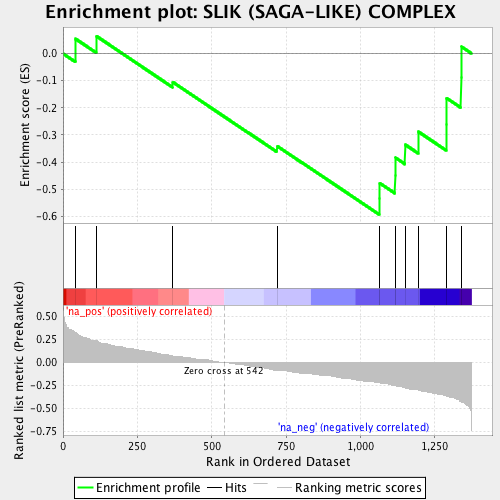 Enrichment plot: SLIK (SAGA-LIKE) COMPLEX
Enrichment score (ES)
0.0
-0.1
-0.2
-0.3
-0.4
-0.5
-0.6
'na_pos' (positively correlated)
Ranked list metric (PreRanked)
0.50
0.25
0.00
-0.25
-0.50
-0.75
Zero cross at 542
'na_neg' (negatively correlated)
0
250
500
750
1,000
1,250
Rank in Ordered Dataset
Enrichment profile
Hits
Ranking metric scores